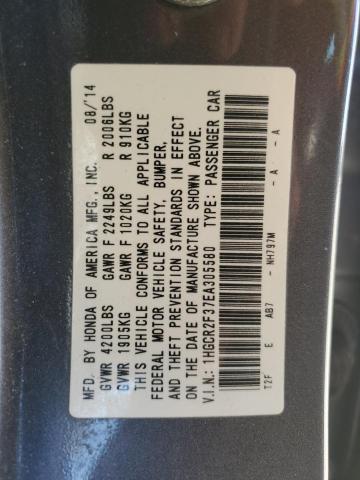 MFD. BY HONDA OF AMERICA MFG., INC. 08/'14
GVWR 4200LBS GAWR F 2249LBS R 2006LBS
GVWR 1905KG GAWR F 1020KG R 910KG
THIS VEHICLE CONFORMS TO ALL APPLICABLE
FEDERAL MOTOR VEHICLE SAFETY, BUMPER,
AND THEFT PREVENTION STANDARDS IN EFFECT
ON THE DATE OF MANUFACTURE SHOWN ABOVE.
V.I.N.: 1HGCR2F37EA305580 TYPE: PASSENGER CAR
T2F E AB7 - NH797M - A - A